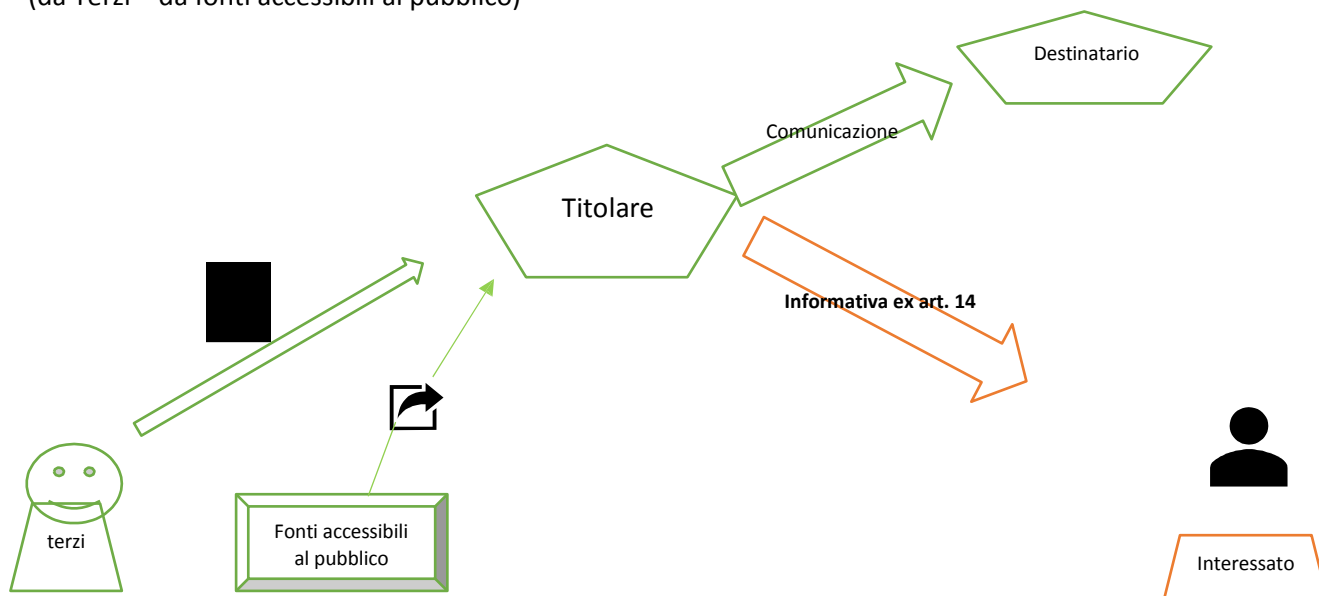 (da Terzi – da fonti accessibili al pubblico)
Destinatario
Comunicazione
Titolare
Informativa ex art. 14
terzi
Fonti accessibili
al pubblico
Interessato